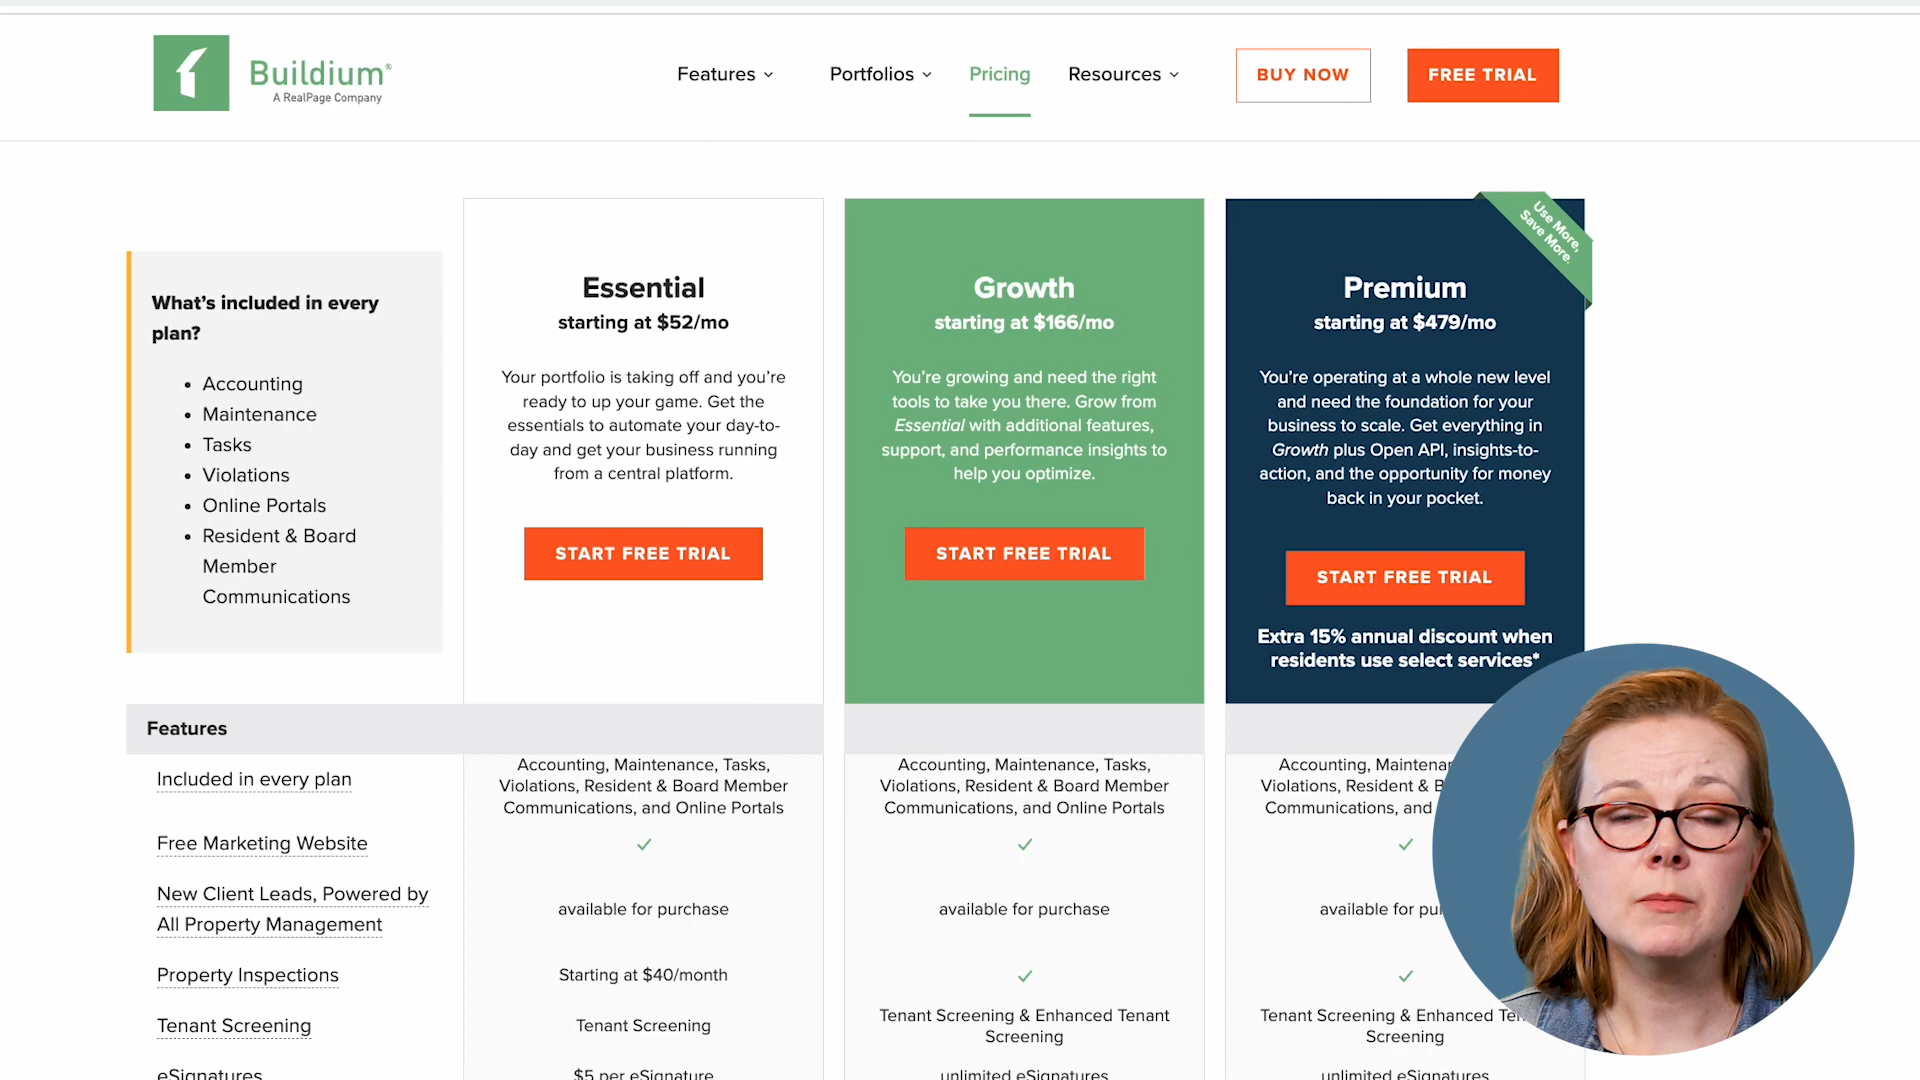 Buildium®
A RealPage Company
Features
Portfolios
Pricing
Resources
BUY NOW
FREE TRIAL
What's included in every
plan?
• Accounting
• Maintenance
• Tasks
• Violations
• Online Portals
• Resident & Board
Member
Communications
Essential
starting at $52/mo
Your portfolio is taking off and you're
ready to up your game. Get the
essentials to automate your day-to-
day and get your business running
from a central platform.
START FREE TRIAL
Growth
starting at $166/mo
You're growing and need the right
tools to take you there. Grow from
Essential with additional features,
support, and performance insights to
help you optimize.
START FREE TRIAL
Use More,
Save More.
Premium
starting at $479/mo
You're operating at a whole new level
and need the foundation for your
business to scale. Get everything in
Growth plus Open API, insights-to-
action, and the opportunity for money
back in your pocket.
START FREE TRIAL
Extra 15% annual discount when
residents use select services*
Features
Included in every plan
Accounting, Maintenance, Tasks,
Violations, Resident & Board Member
Communications, and Online Portals
Accounting, Maintenance, Tasks,
Violations, Resident & Board Member
Communications, and Online Portals
Accounting,
Violations, Resident &
Communications, and
Free Marketing Website
New Client Leads, Powered by
All Property Management
available for purchase
available for purchase
available for
Property Inspections
Starting at $40/month
Tenant Screening
Tenant Screening
Tenant Screening & Enhanced Tenant
Screening
Tenant Screening & Enhanced
Screening
eSignatures
$5 per eSignature
unlimited eSignatures
unlimited eSignatures